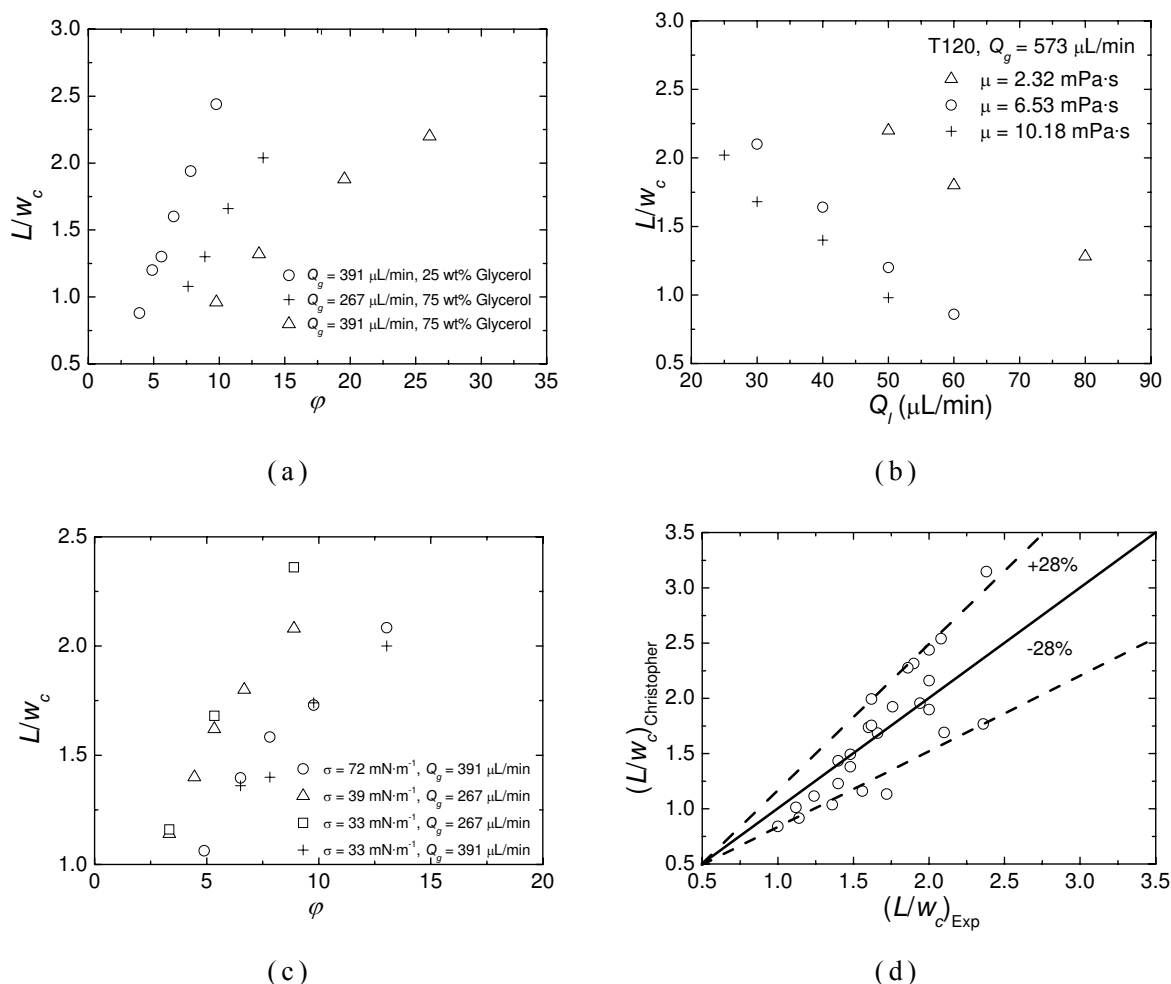 3.0
2.5
2.0
1.5
1.0
0.5
L/w_c
0 5 10 15 20 25 30 35
φ
Q_g = 391 μL/min, 25 wt% Glycerol
Q_g = 267 μL/min, 75 wt% Glycerol
Q_g = 391 μL/min, 75 wt% Glycerol
(a)
3.0
2.5
2.0
1.5
1.0
0.5
L/w_c
20 30 40 50 60 70 80 90
Q_l (μL/min)
T120, Q_g = 573 μL/min
μ = 2.32 mPa·s
μ = 6.53 mPa·s
μ = 10.18 mPa·s
(b)
2.5
2.0
1.5
1.0
L/w_c
0 5 10 15 20
φ
σ = 72 mN·m⁻¹, Q_g = 391 μL/min
σ = 39 mN·m⁻¹, Q_g = 267 μL/min
σ = 33 mN·m⁻¹, Q_g = 267 μL/min
σ = 33 mN·m⁻¹, Q_g = 391 μL/min
(c)
3.5
3.0
2.5
2.0
1.5
1.0
0.5
(L/w_c)_Christopher
0.5 1.0 1.5 2.0 2.5 3.0 3.5
(L/w_c)_Exp
+28%
-28%
(d)